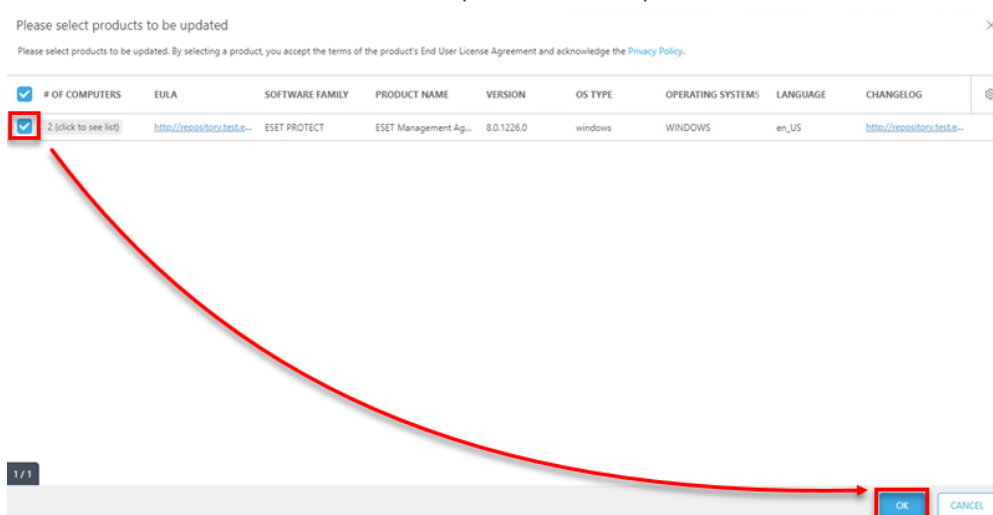 Please select products to be updated
Please select products to be updated. By selecting a product, you accept the terms of the product's End User License Agreement and acknowledge the Privacy Policy.
# OF COMPUTERS EULA SOFTWARE FAMILY PRODUCT NAME VERSION OS TYPE OPERATING SYSTEMS LANGUAGE CHANGELOG
2 (click to see list) http://repository.test.e... ESET PROTECT ESET Management Ag... 8.0.1226.0 windows WINDOWS en_US http://repository.test.e...
1 / 1
OK CANCEL